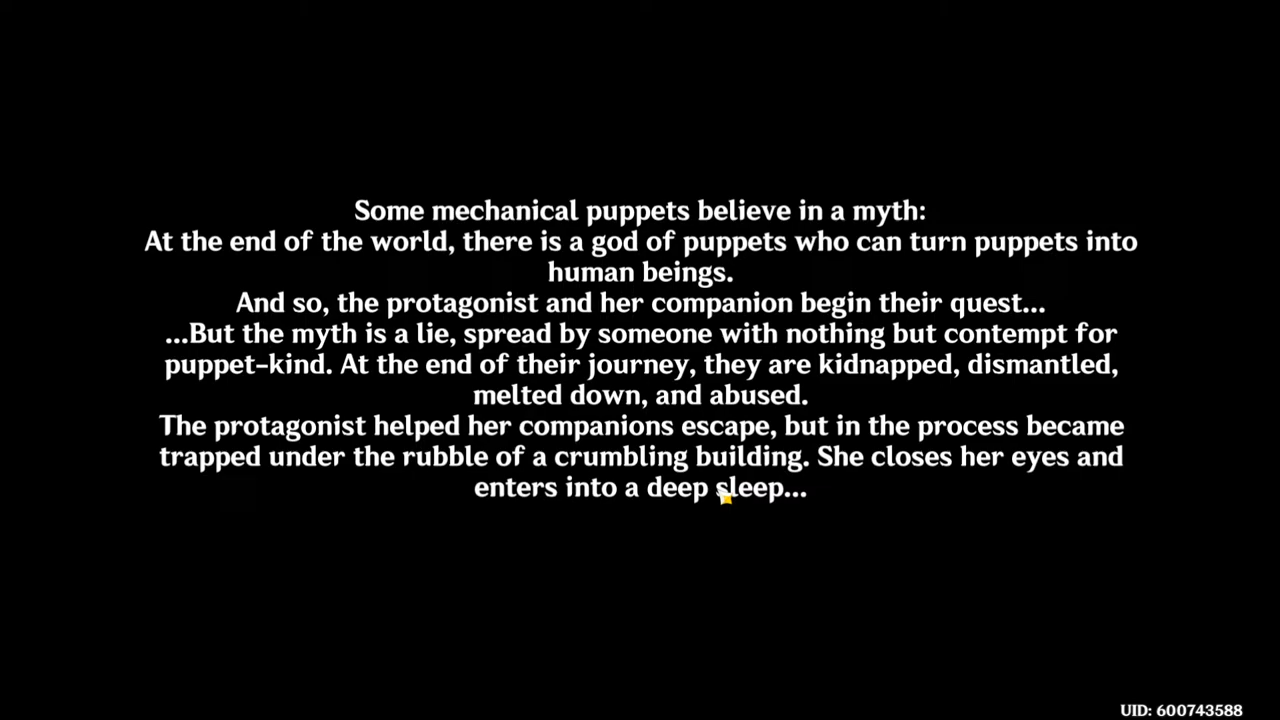 Some mechanical puppets believe in a myth:
At the end of the world, there is a god of puppets who can turn puppets into
human beings.
And so, the protagonist and her companion begin their quest...
...But the myth is a lie, spread by someone with nothing but contempt for
puppet-kind. At the end of their journey, they are kidnapped, dismantled,
melted down, and abused.
The protagonist helped her companions escape, but in the process became
trapped under the rubble of a crumbling building. She closes her eyes and
enters into a deep sleep...
UID: 600743588